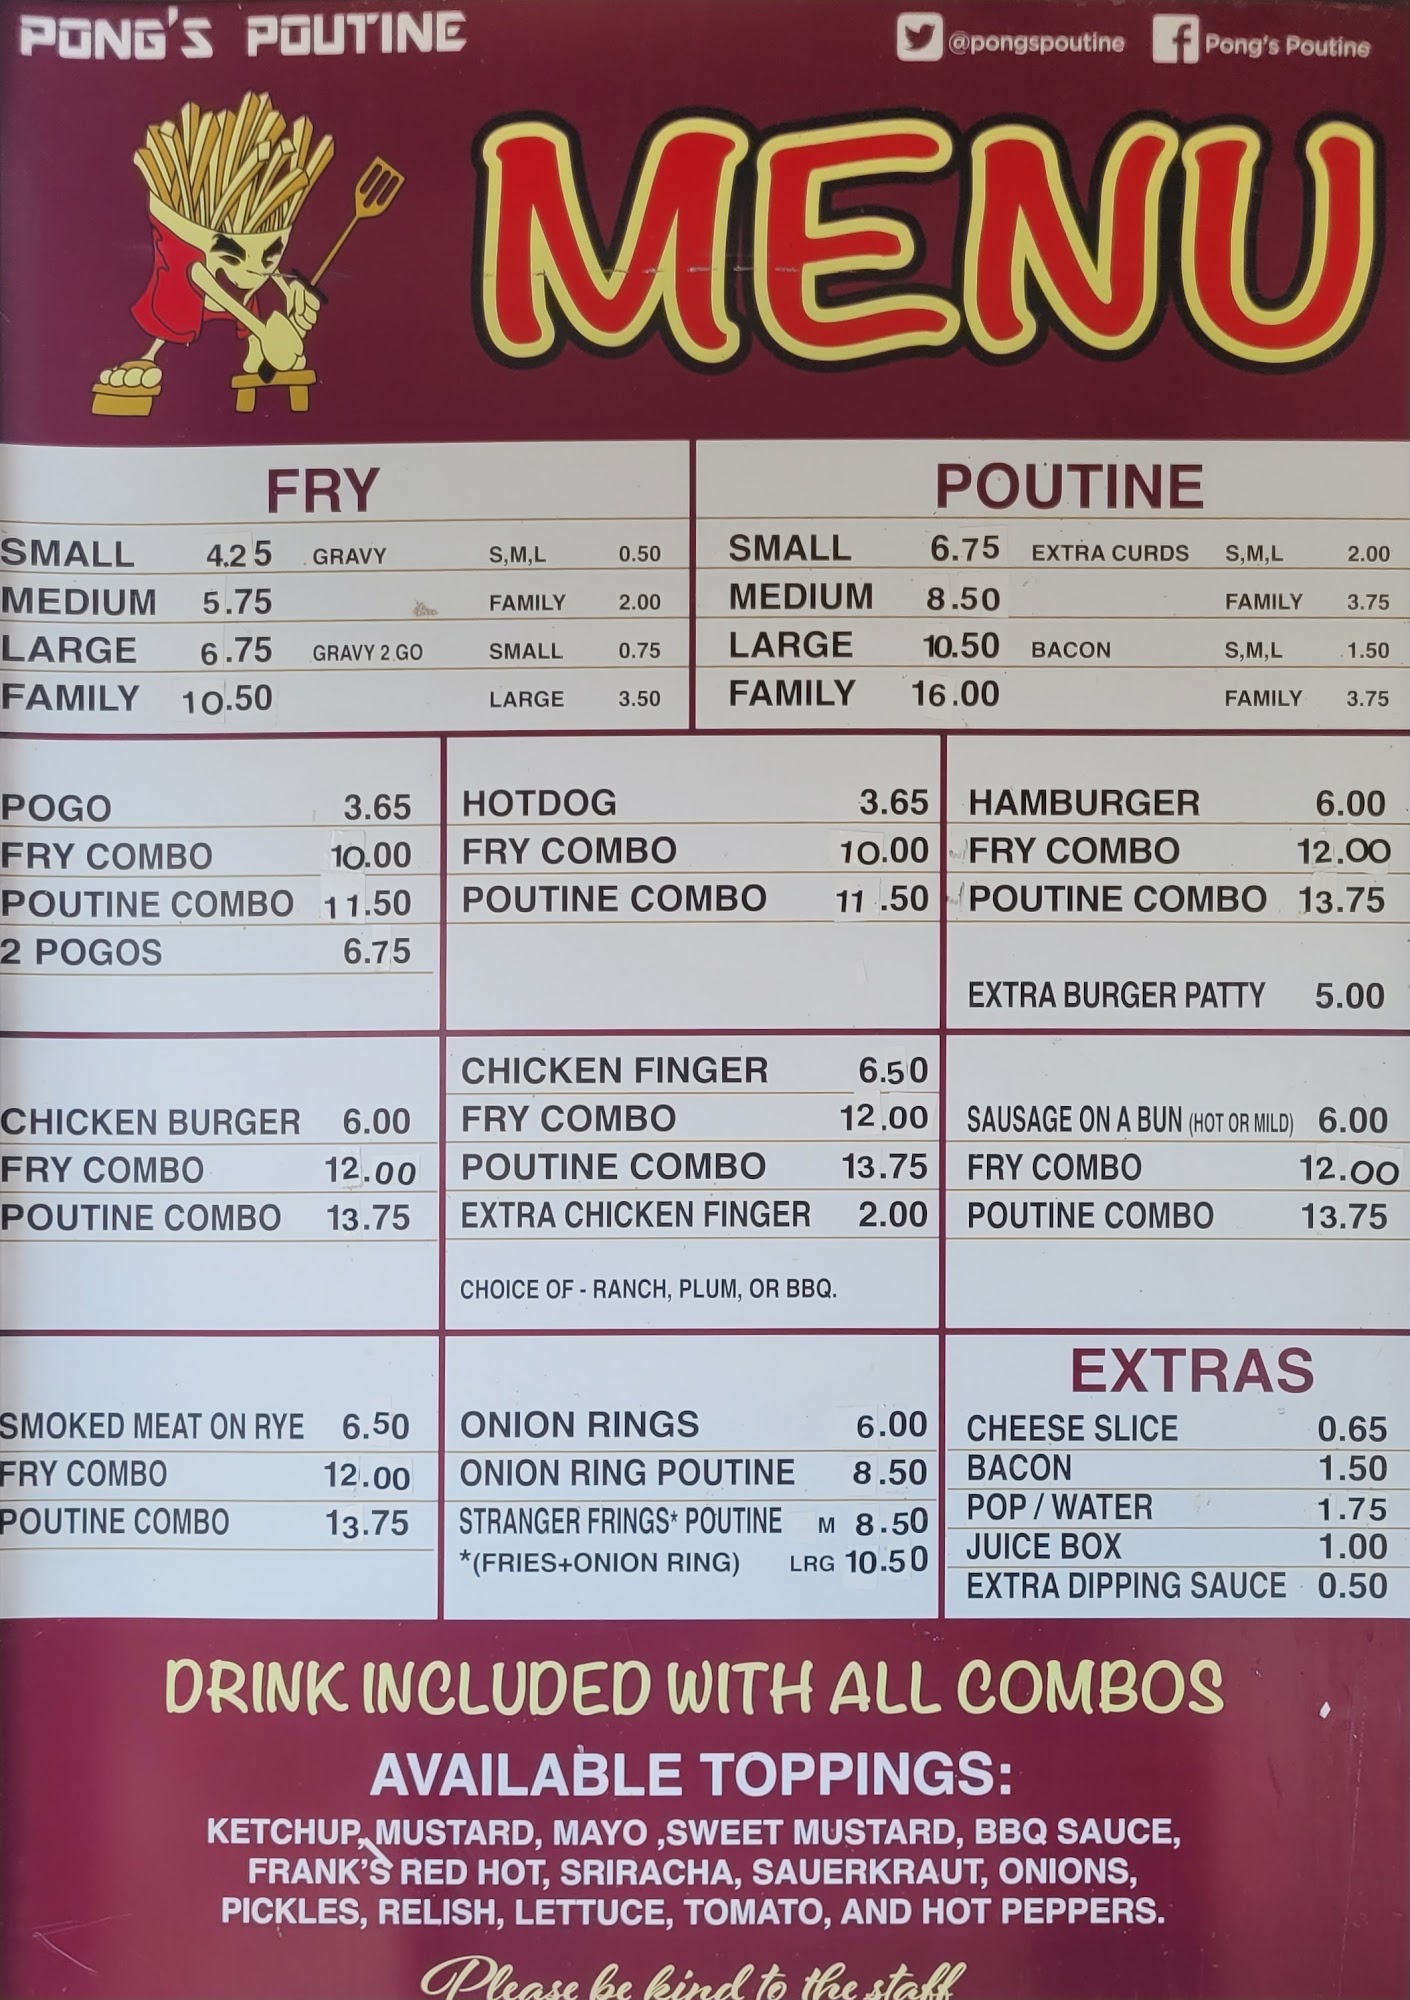 PONG'S POUTINE
@pongspoutine
Pong's Poutine
MENU
FRY
SMALL 4.25 GRAVY S,M,L 0.50
MEDIUM 5.75 FAMILY 2.00
LARGE 6.75 GRAVY 2 GO SMALL 0.75
FAMILY 10.50 LARGE 3.50
POUTINE
SMALL 6.75 EXTRA CURDS S,M,L 2.00
MEDIUM 8.50 FAMILY 3.75
LARGE 10.50 BACON S,M,L 1.50
FAMILY 16.00 FAMILY 3.75
POGO 3.65
FRY COMBO 10.00
POUTINE COMBO 11.50
2 POGOS 6.75
HOTDOG 3.65
FRY COMBO 10.00
POUTINE COMBO 11.50
HAMBURGER 6.00
FRY COMBO 12.00
POUTINE COMBO 13.75
EXTRA BURGER PATTY 5.00
CHICKEN BURGER 6.00
FRY COMBO 12.00
POUTINE COMBO 13.75
CHICKEN FINGER 6.50
FRY COMBO 12.00
POUTINE COMBO 13.75
EXTRA CHICKEN FINGER 2.00
CHOICE OF - RANCH, PLUM, OR BBQ.
SAUSAGE ON A BUN (HOT OR MILD) 6.00
FRY COMBO 12.00
POUTINE COMBO 13.75
SMOKED MEAT ON RYE 6.50
FRY COMBO 12.00
POUTINE COMBO 13.75
ONION RINGS 6.00
ONION RING POUTINE 8.50
STRANGER FRINGS* POUTINE M 8.50
*(FRIES+ONION RING) LRG 10.50
EXTRAS
CHEESE SLICE 0.65
BACON 1.50
POP / WATER 1.75
JUICE BOX 1.00
EXTRA DIPPING SAUCE 0.50
DRINK INCLUDED WITH ALL COMBOS
AVAILABLE TOPPINGS:
KETCHUP, MUSTARD, MAYO ,SWEET MUSTARD, BBQ SAUCE,
FRANK'S RED HOT, SRIRACHA, SAUERKRAUT, ONIONS,
PICKLES, RELISH, LETTUCE, TOMATO, AND HOT PEPPERS.
Please be kind to the staff